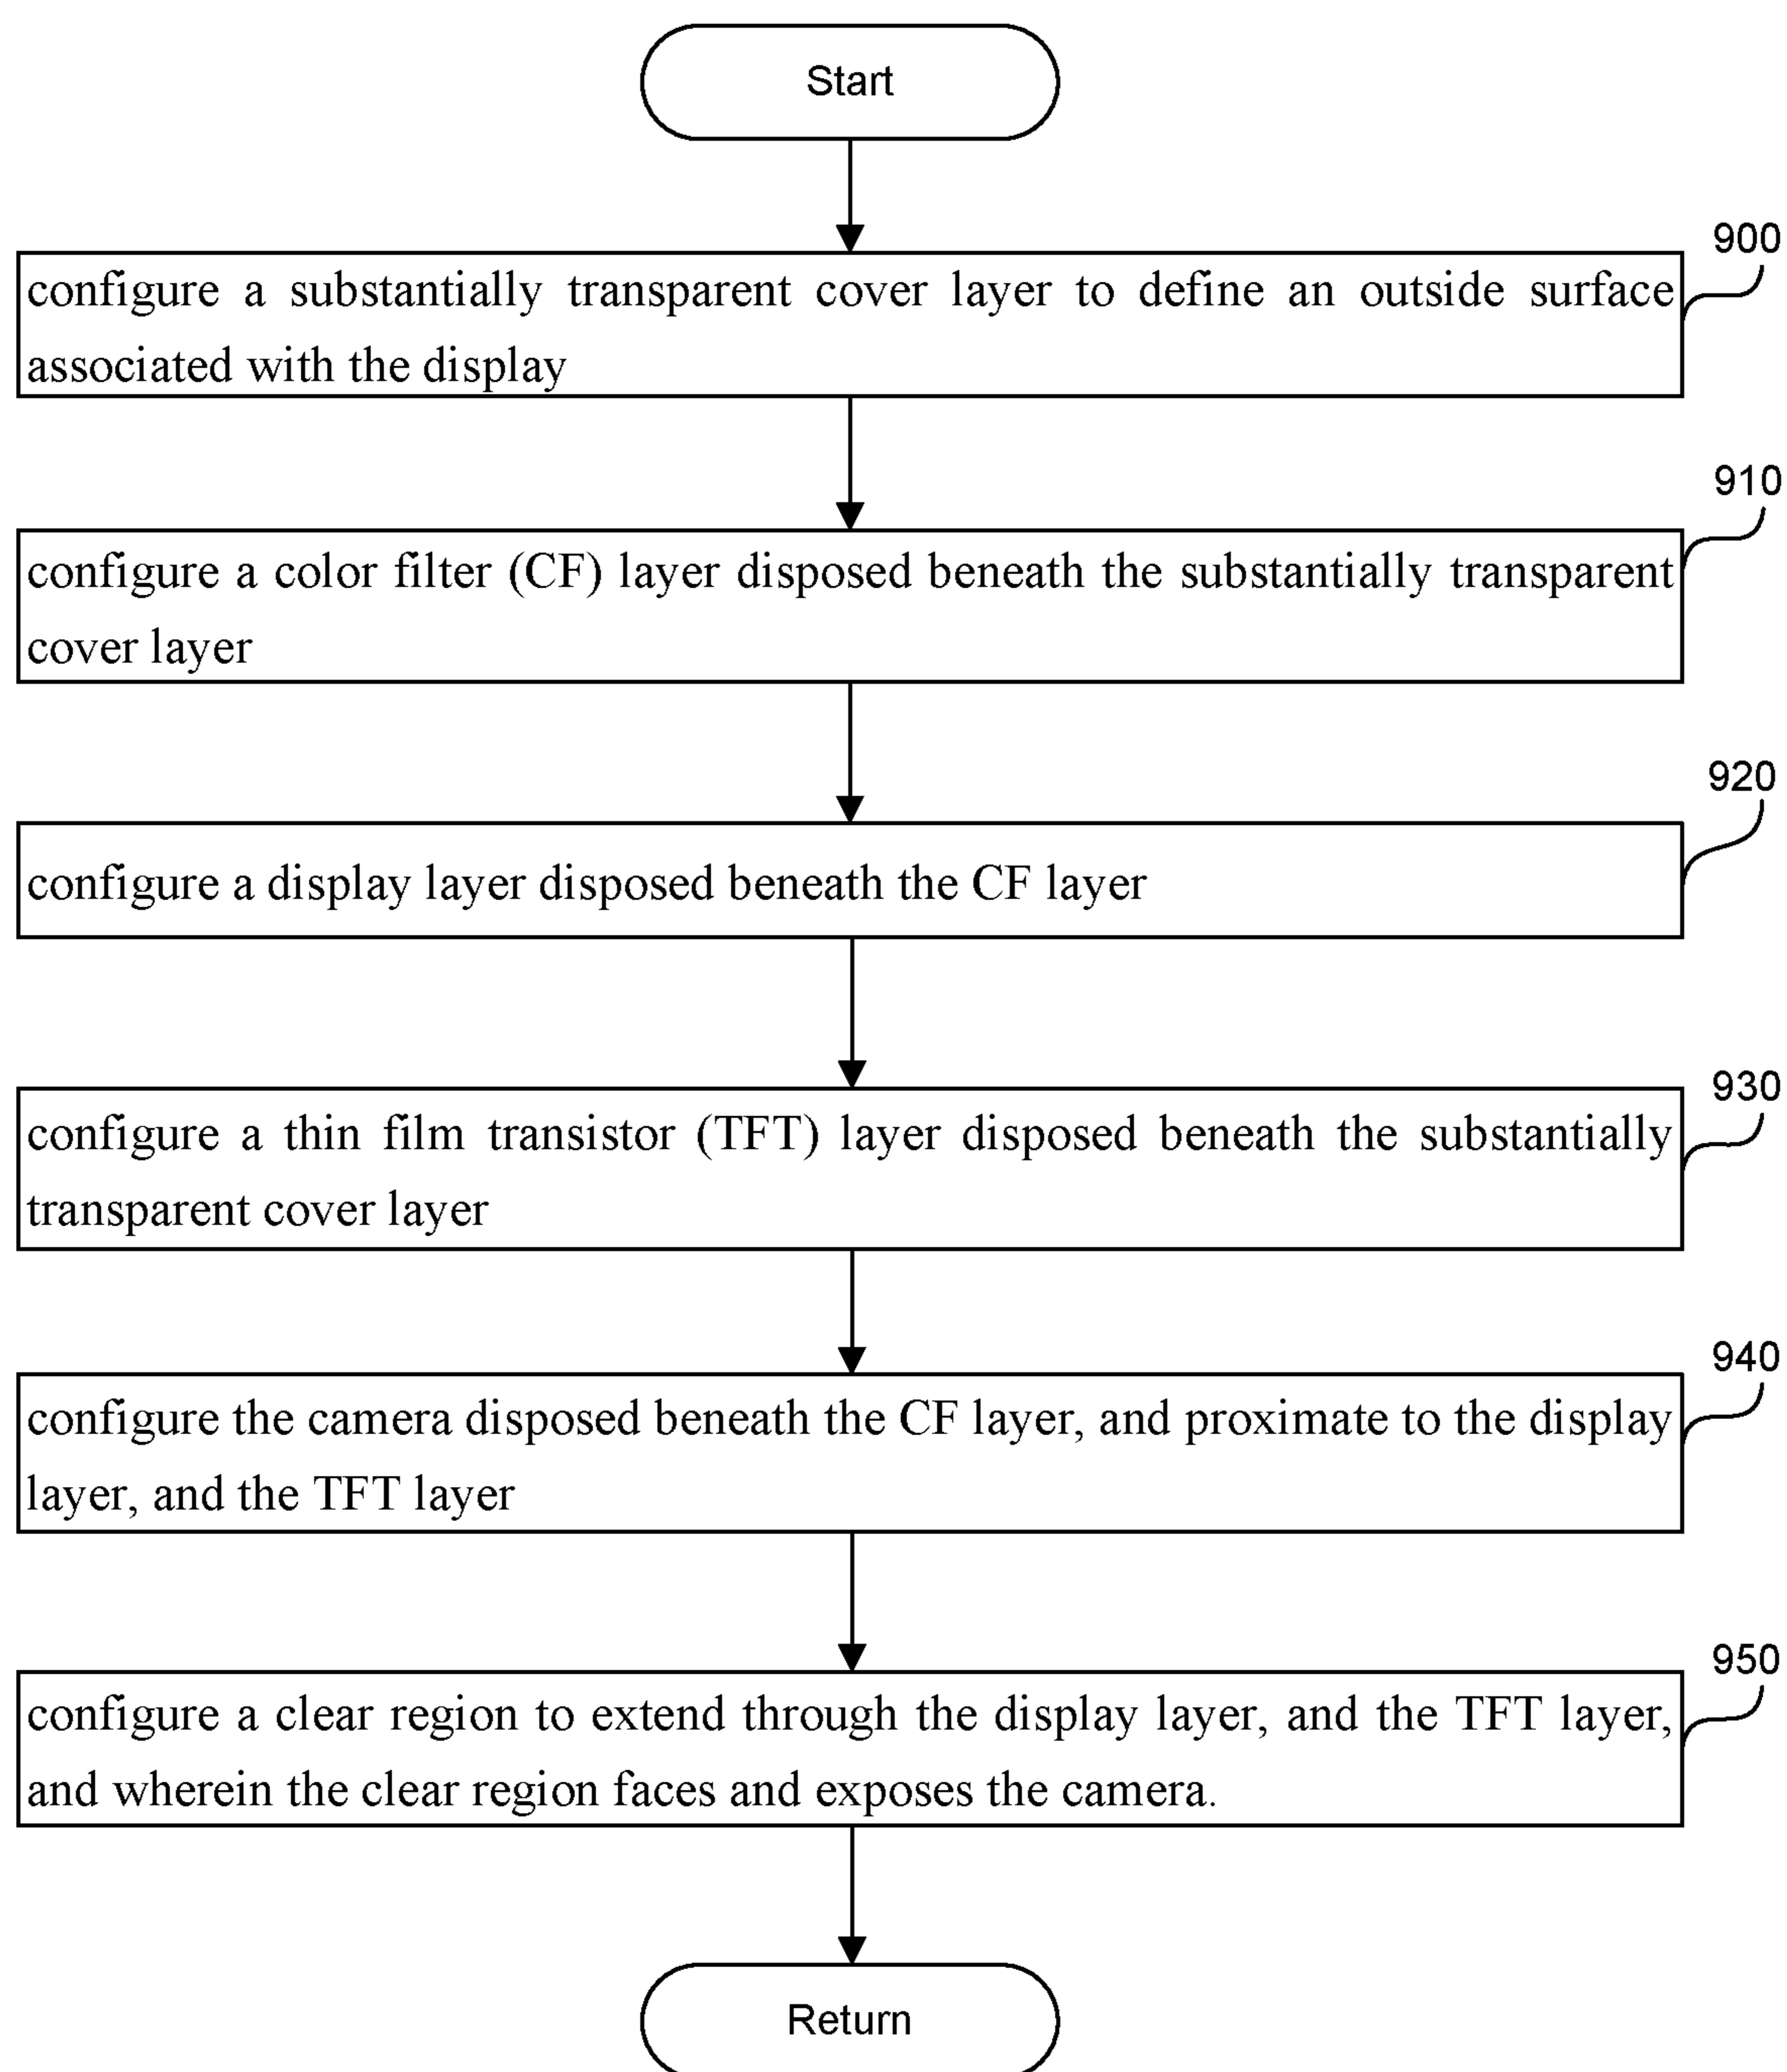 Start
900
configure a substantially transparent cover layer to define an outside surface
associated with the display
910
configure a color filter (CF) layer disposed beneath the substantially transparent
cover layer
920
configure a display layer disposed beneath the CF layer
930
configure a thin film transistor (TFT) layer disposed beneath the substantially
transparent cover layer
940
configure the camera disposed beneath the CF layer, and proximate to the display
layer, and the TFT layer
950
configure a clear region to extend through the display layer, and the TFT layer,
and wherein the clear region faces and exposes the camera.
Return